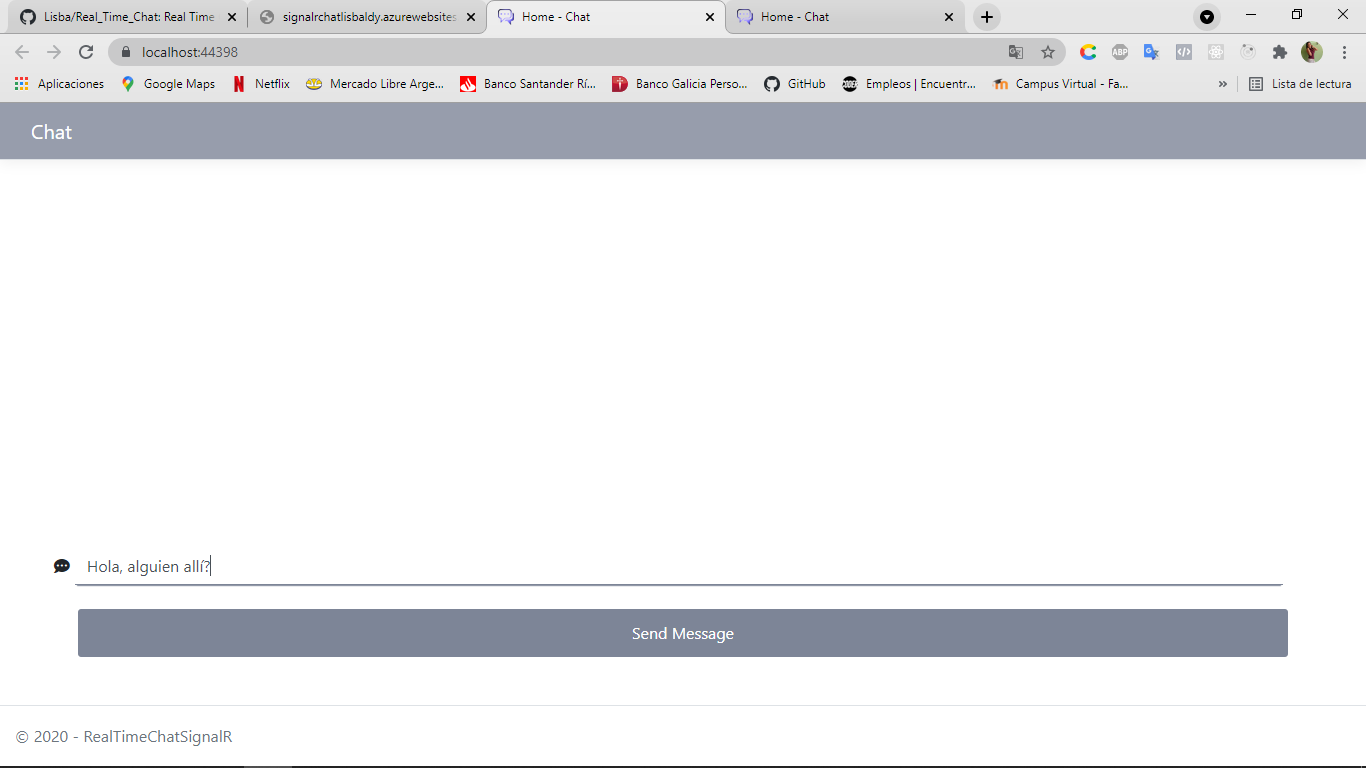 Lisba/Real_Time_Chat: Real Time
signalrchatlisbaldy.azurewebsites
Home - Chat
Home - Chat
localhost:44398
ABP
Aplicaciones
Google Maps
Netflix
Mercado Libre Arge...
Banco Santander Rí...
Banco Galicia Perso...
GitHub
Empleos | Encuentr...
Campus Virtual - Fa...
»
Lista de lectura
Chat
Hola, alguien allí?
Send Message
© 2020 - RealTimeChatSignalR